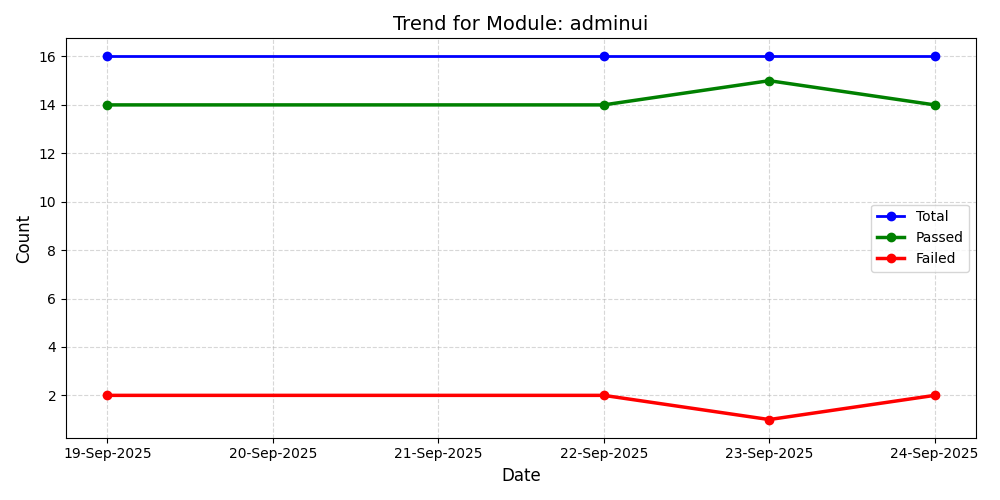 Trend for Module: adminui
16
14
12
10
8
6
4
2
Count
Total
Passed
Failed
19-Sep-2025
20-Sep-2025
21-Sep-2025
22-Sep-2025
23-Sep-2025
24-Sep-2025
Date